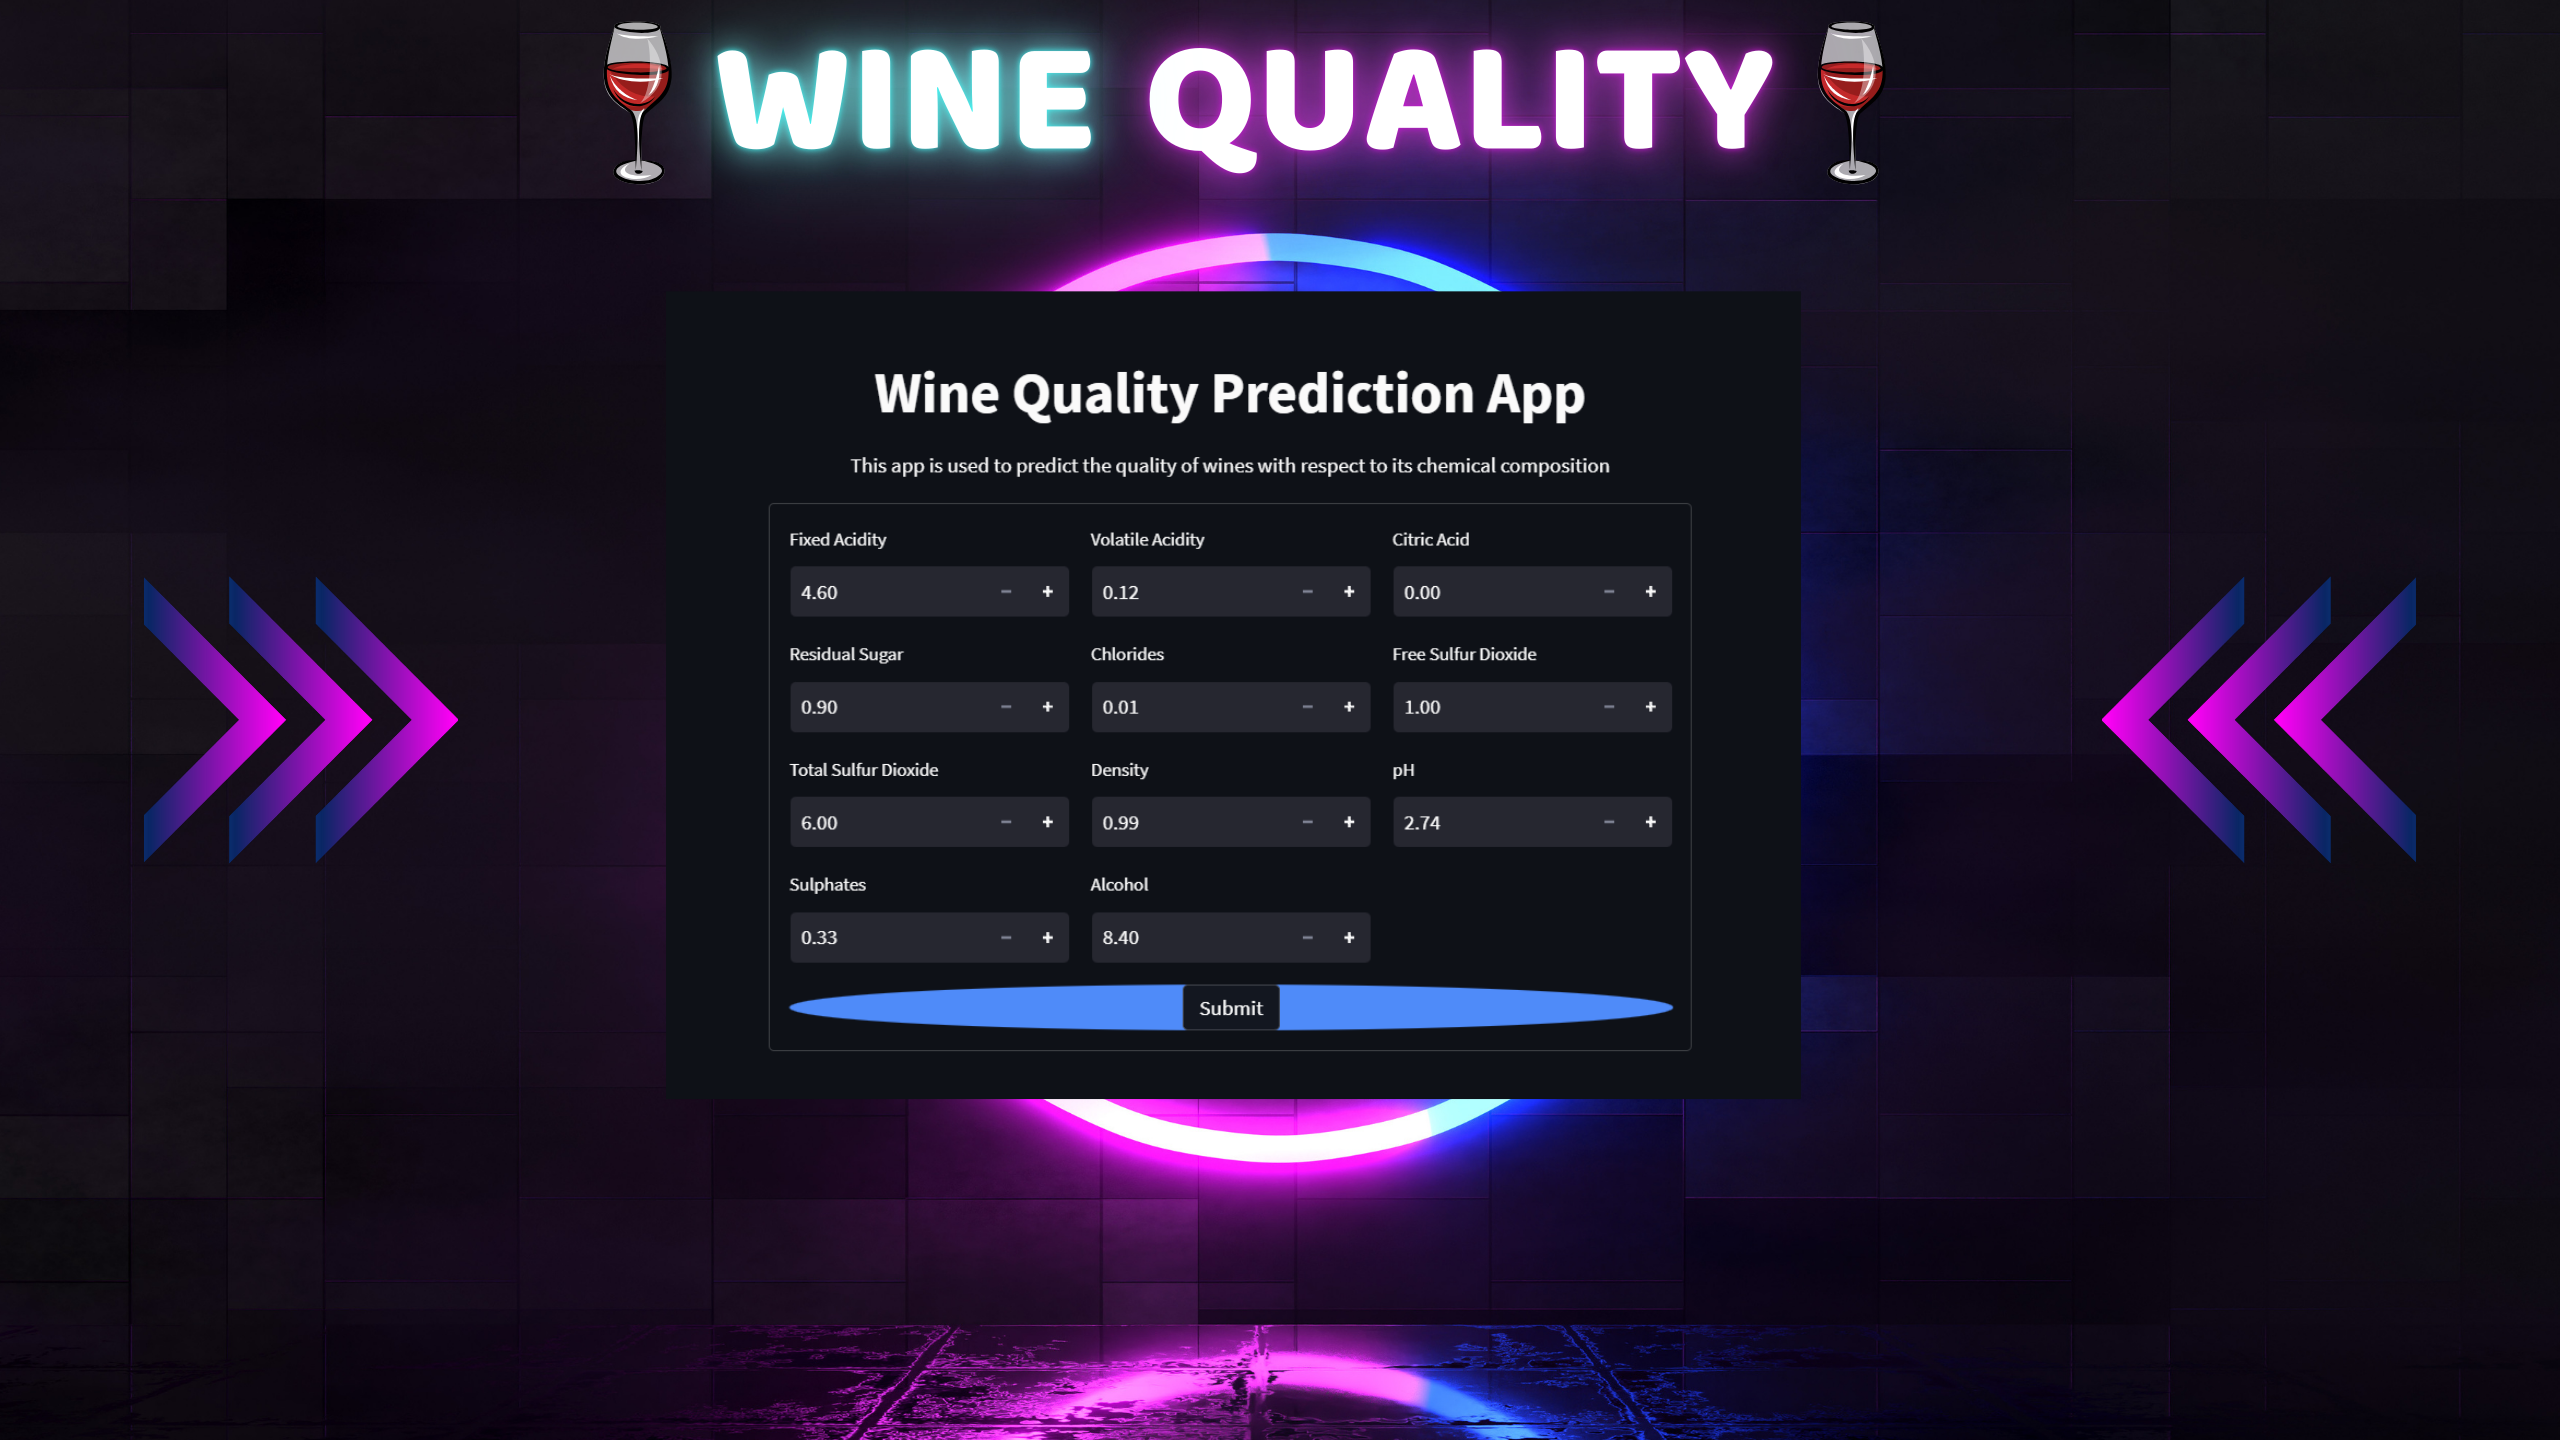 WINE QUALITY
Wine Quality Prediction App
This app is used to predict the quality of wines with respect to its chemical composition
Fixed Acidity Volatile Acidity Citric Acid
4.60 − + 0.12 − + 0.00 − +
Residual Sugar Chlorides Free Sulfur Dioxide
0.90 − + 0.01 − + 1.00 − +
Total Sulfur Dioxide Density pH
6.00 − + 0.99 − + 2.74 − +
Sulphates Alcohol
0.33 − + 8.40 − +
Submit